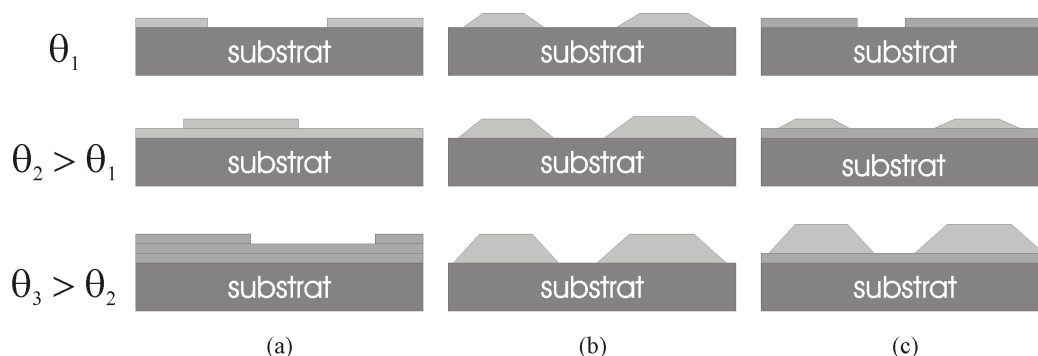 θ₁ substrat substrat substrat
θ₂ > θ₁ substrat substrat substrat
θ₃ > θ₂ substrat substrat substrat
(a) (b) (c)